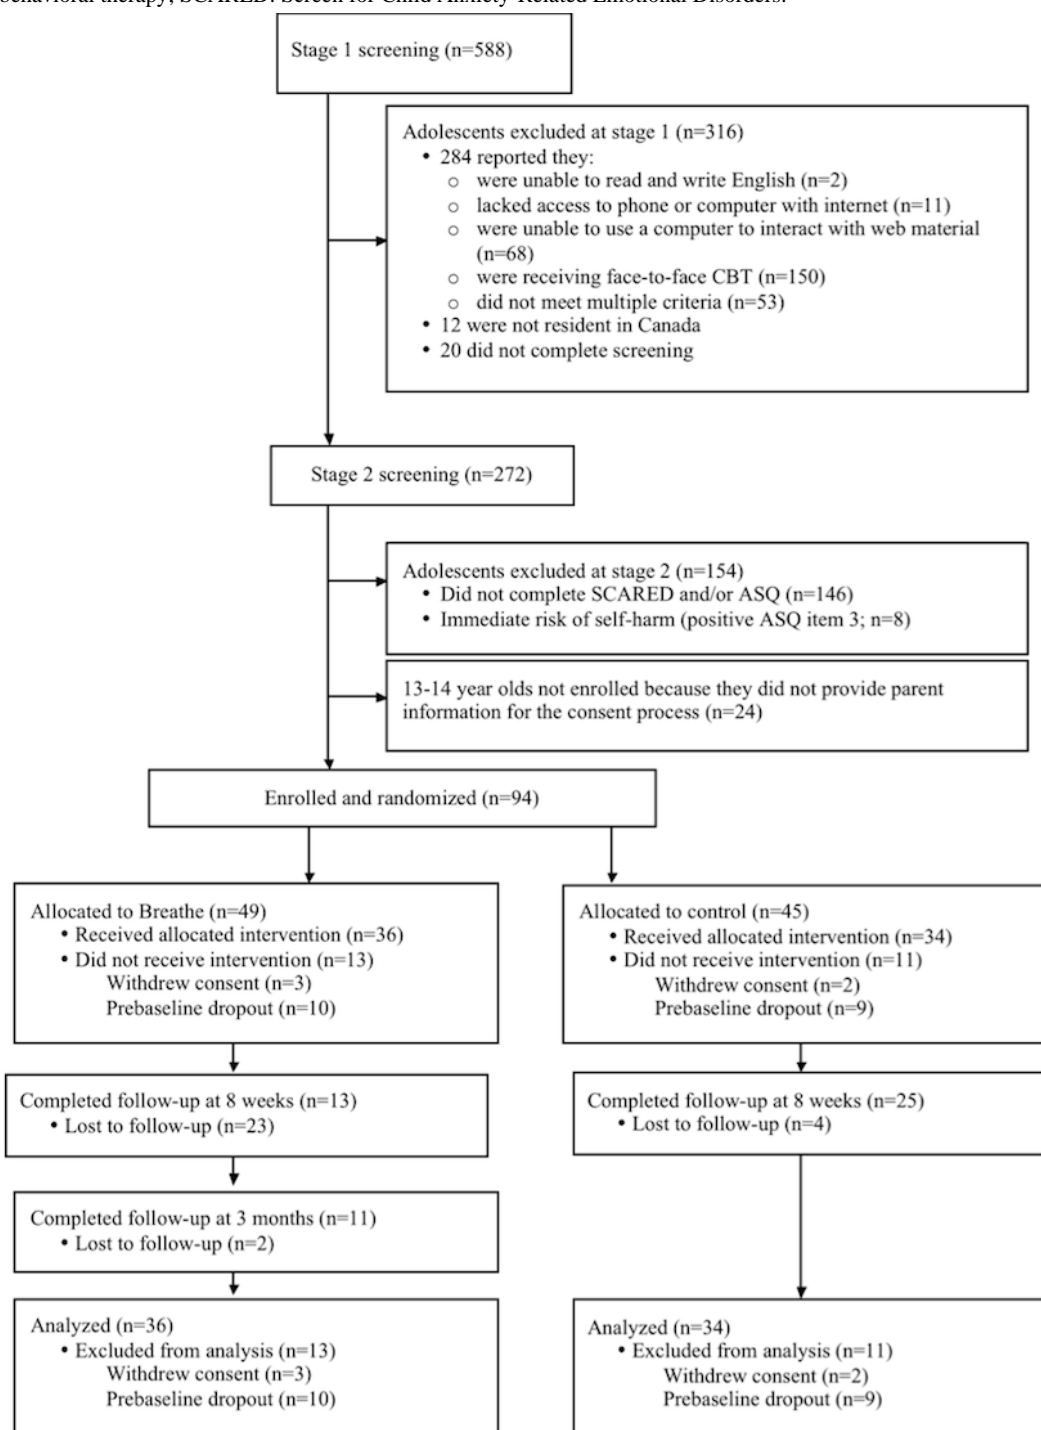 behavioral therapy; SCARED: Screen for Child Anxiety-Related Emotional Disorders.
Stage 1 screening (n=588)
Adolescents excluded at stage 1 (n=316)
• 284 reported they:
o were unable to read and write English (n=2)
o lacked access to phone or computer with internet (n=11)
o were unable to use a computer to interact with web material
(n=68)
o were receiving face-to-face CBT (n=150)
o did not meet multiple criteria (n=53)
• 12 were not resident in Canada
• 20 did not complete screening
Stage 2 screening (n=272)
Adolescents excluded at stage 2 (n=154)
• Did not complete SCARED and/or ASQ (n=146)
• Immediate risk of self-harm (positive ASQ item 3; n=8)
13-14 year olds not enrolled because they did not provide parent
information for the consent process (n=24)
Enrolled and randomized (n=94)
Allocated to Breathe (n=49)
• Received allocated intervention (n=36)
• Did not receive intervention (n=13)
Withdrew consent (n=3)
Prebaseline dropout (n=10)
Allocated to control (n=45)
• Received allocated intervention (n=34)
• Did not receive intervention (n=11)
Withdrew consent (n=2)
Prebaseline dropout (n=9)
Completed follow-up at 8 weeks (n=13)
• Lost to follow-up (n=23)
Completed follow-up at 8 weeks (n=25)
• Lost to follow-up (n=4)
Completed follow-up at 3 months (n=11)
• Lost to follow-up (n=2)
Analyzed (n=36)
• Excluded from analysis (n=13)
Withdrew consent (n=3)
Prebaseline dropout (n=10)
Analyzed (n=34)
• Excluded from analysis (n=11)
Withdrew consent (n=2)
Prebaseline dropout (n=9)